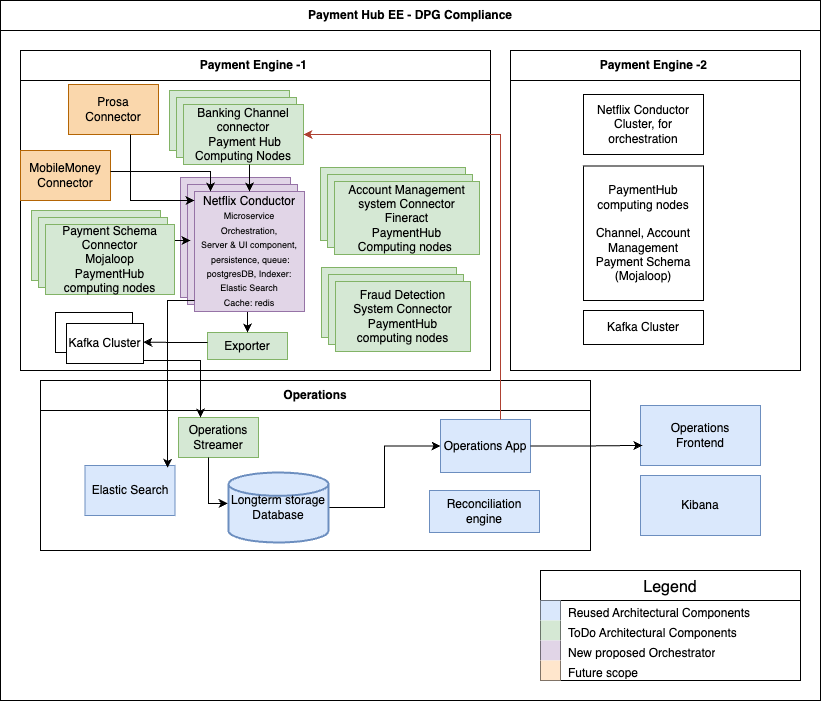 Payment Hub EE - DPG Compliance
Payment Engine -1
Prosa
Connector
Banking Channel
connector
Payment Hub
Computing Nodes
MobileMoney
Connector
Netflix Conductor
Microservice
Orchestration,
Server & UI component,
persistence, queue:
postgresDB, Indexer:
Elastic Search
Cache: redis
Account Management
system Connector
Fineract
PaymentHub
Computing nodes
Payment Schema
Connector
Mojaloop
PaymentHub
computing nodes
Fraud Detection
System Connector
PaymentHub
computing nodes
Kafka Cluster
Exporter
Payment Engine -2
Netflix Conductor
Cluster, for
orchestration
PaymentHub
computing nodes
Channel, Account
Management
Payment Schema
(Mojaloop)
Kafka Cluster
Operations
Operations
Streamer
Elastic Search
Longterm storage
Database
Operations App
Reconciliation
engine
Operations
Frontend
Kibana
Legend
Reused Architectural Components
ToDo Architectural Components
New proposed Orchestrator
Future scope